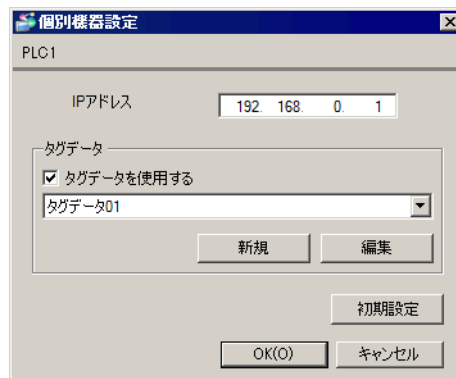 個別機器設定
PLC1
IPアドレス 192. 168. 0. 1
タグデータ
タグデータを使用する
タグデータ01
新規 編集
初期設定
OK(O) キャンセル